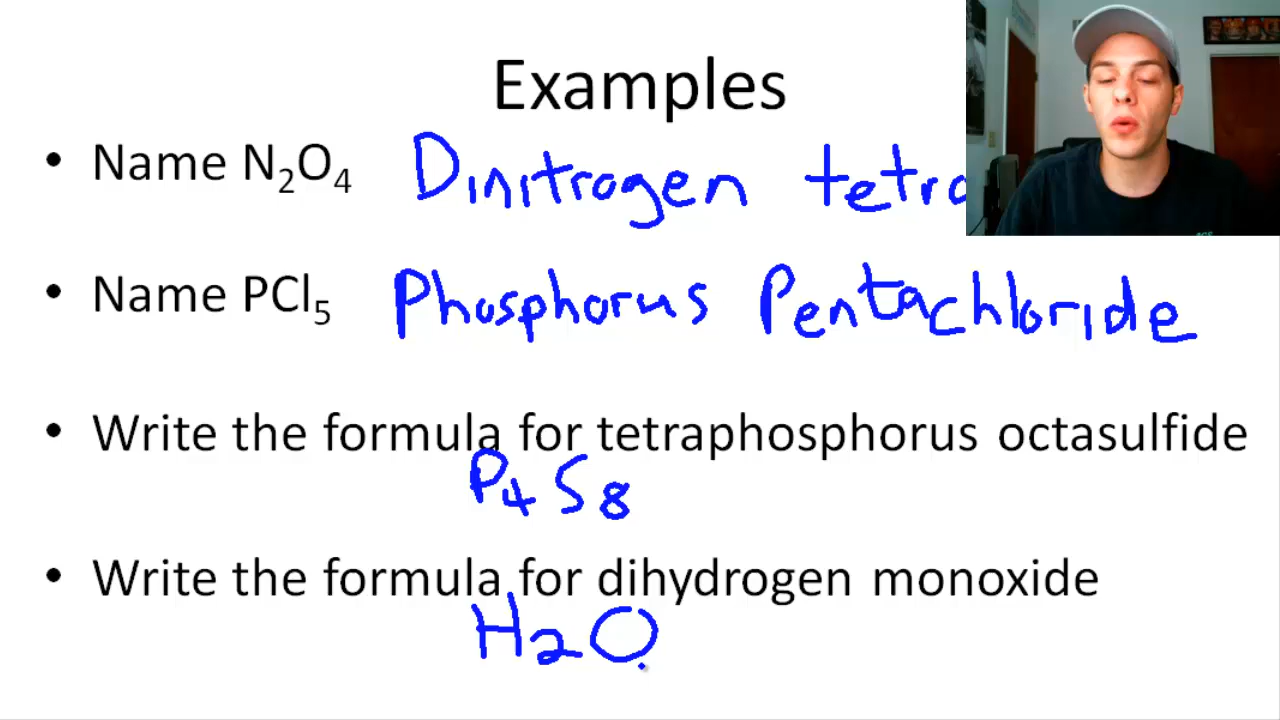 Examples
• Name N₂O₄ Dinitrogen tetro
• Name PCl₅ Phosphorus Pentachloride
• Write the formula for tetraphosphorus octasulfide
P₄S₈
• Write the formula for dihydrogen monoxide
H₂O